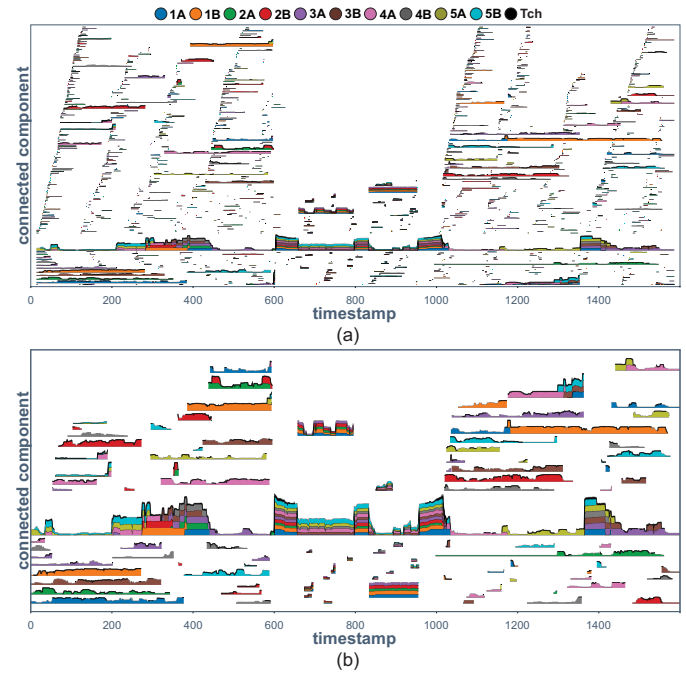 1A 1B 2A 2B 3A 3B 4A 4B 5A 5B Tch
connected component
0 200 400 600 800 1000 1200 1400
timestamp
(a)
connected component
0 200 400 600 800 1000 1200 1400
timestamp
(b)